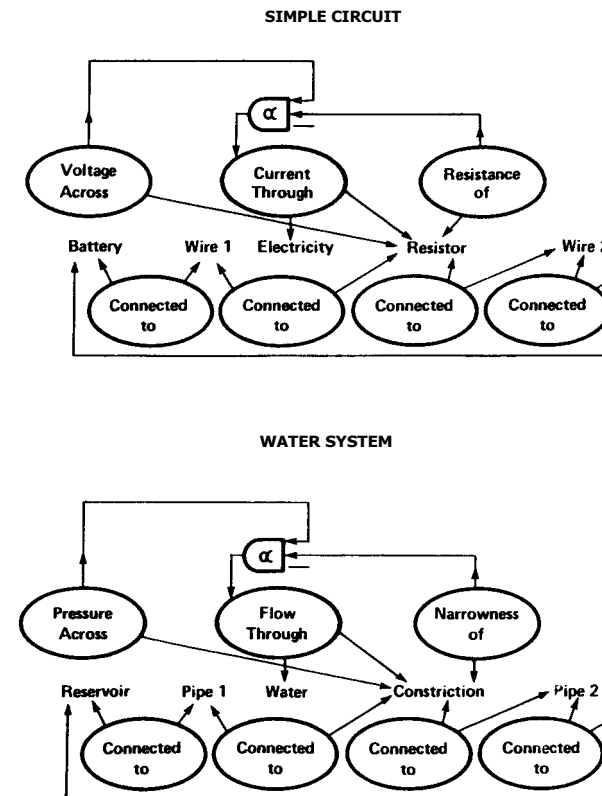 SIMPLE CIRCUIT
α
Voltage
Across
Current
Through
Resistance
of
Battery
Wire 1
Electricity
Resistor
Wire
Connected
to
Connected
to
Connected
to
Connected
to
WATER SYSTEM
α
Pressure
Across
Flow
Through
Narrowness
of
Reservoir
Pipe 1
Water
Constriction
Pipe 2
Connected
to
Connected
to
Connected
to
Connected
to